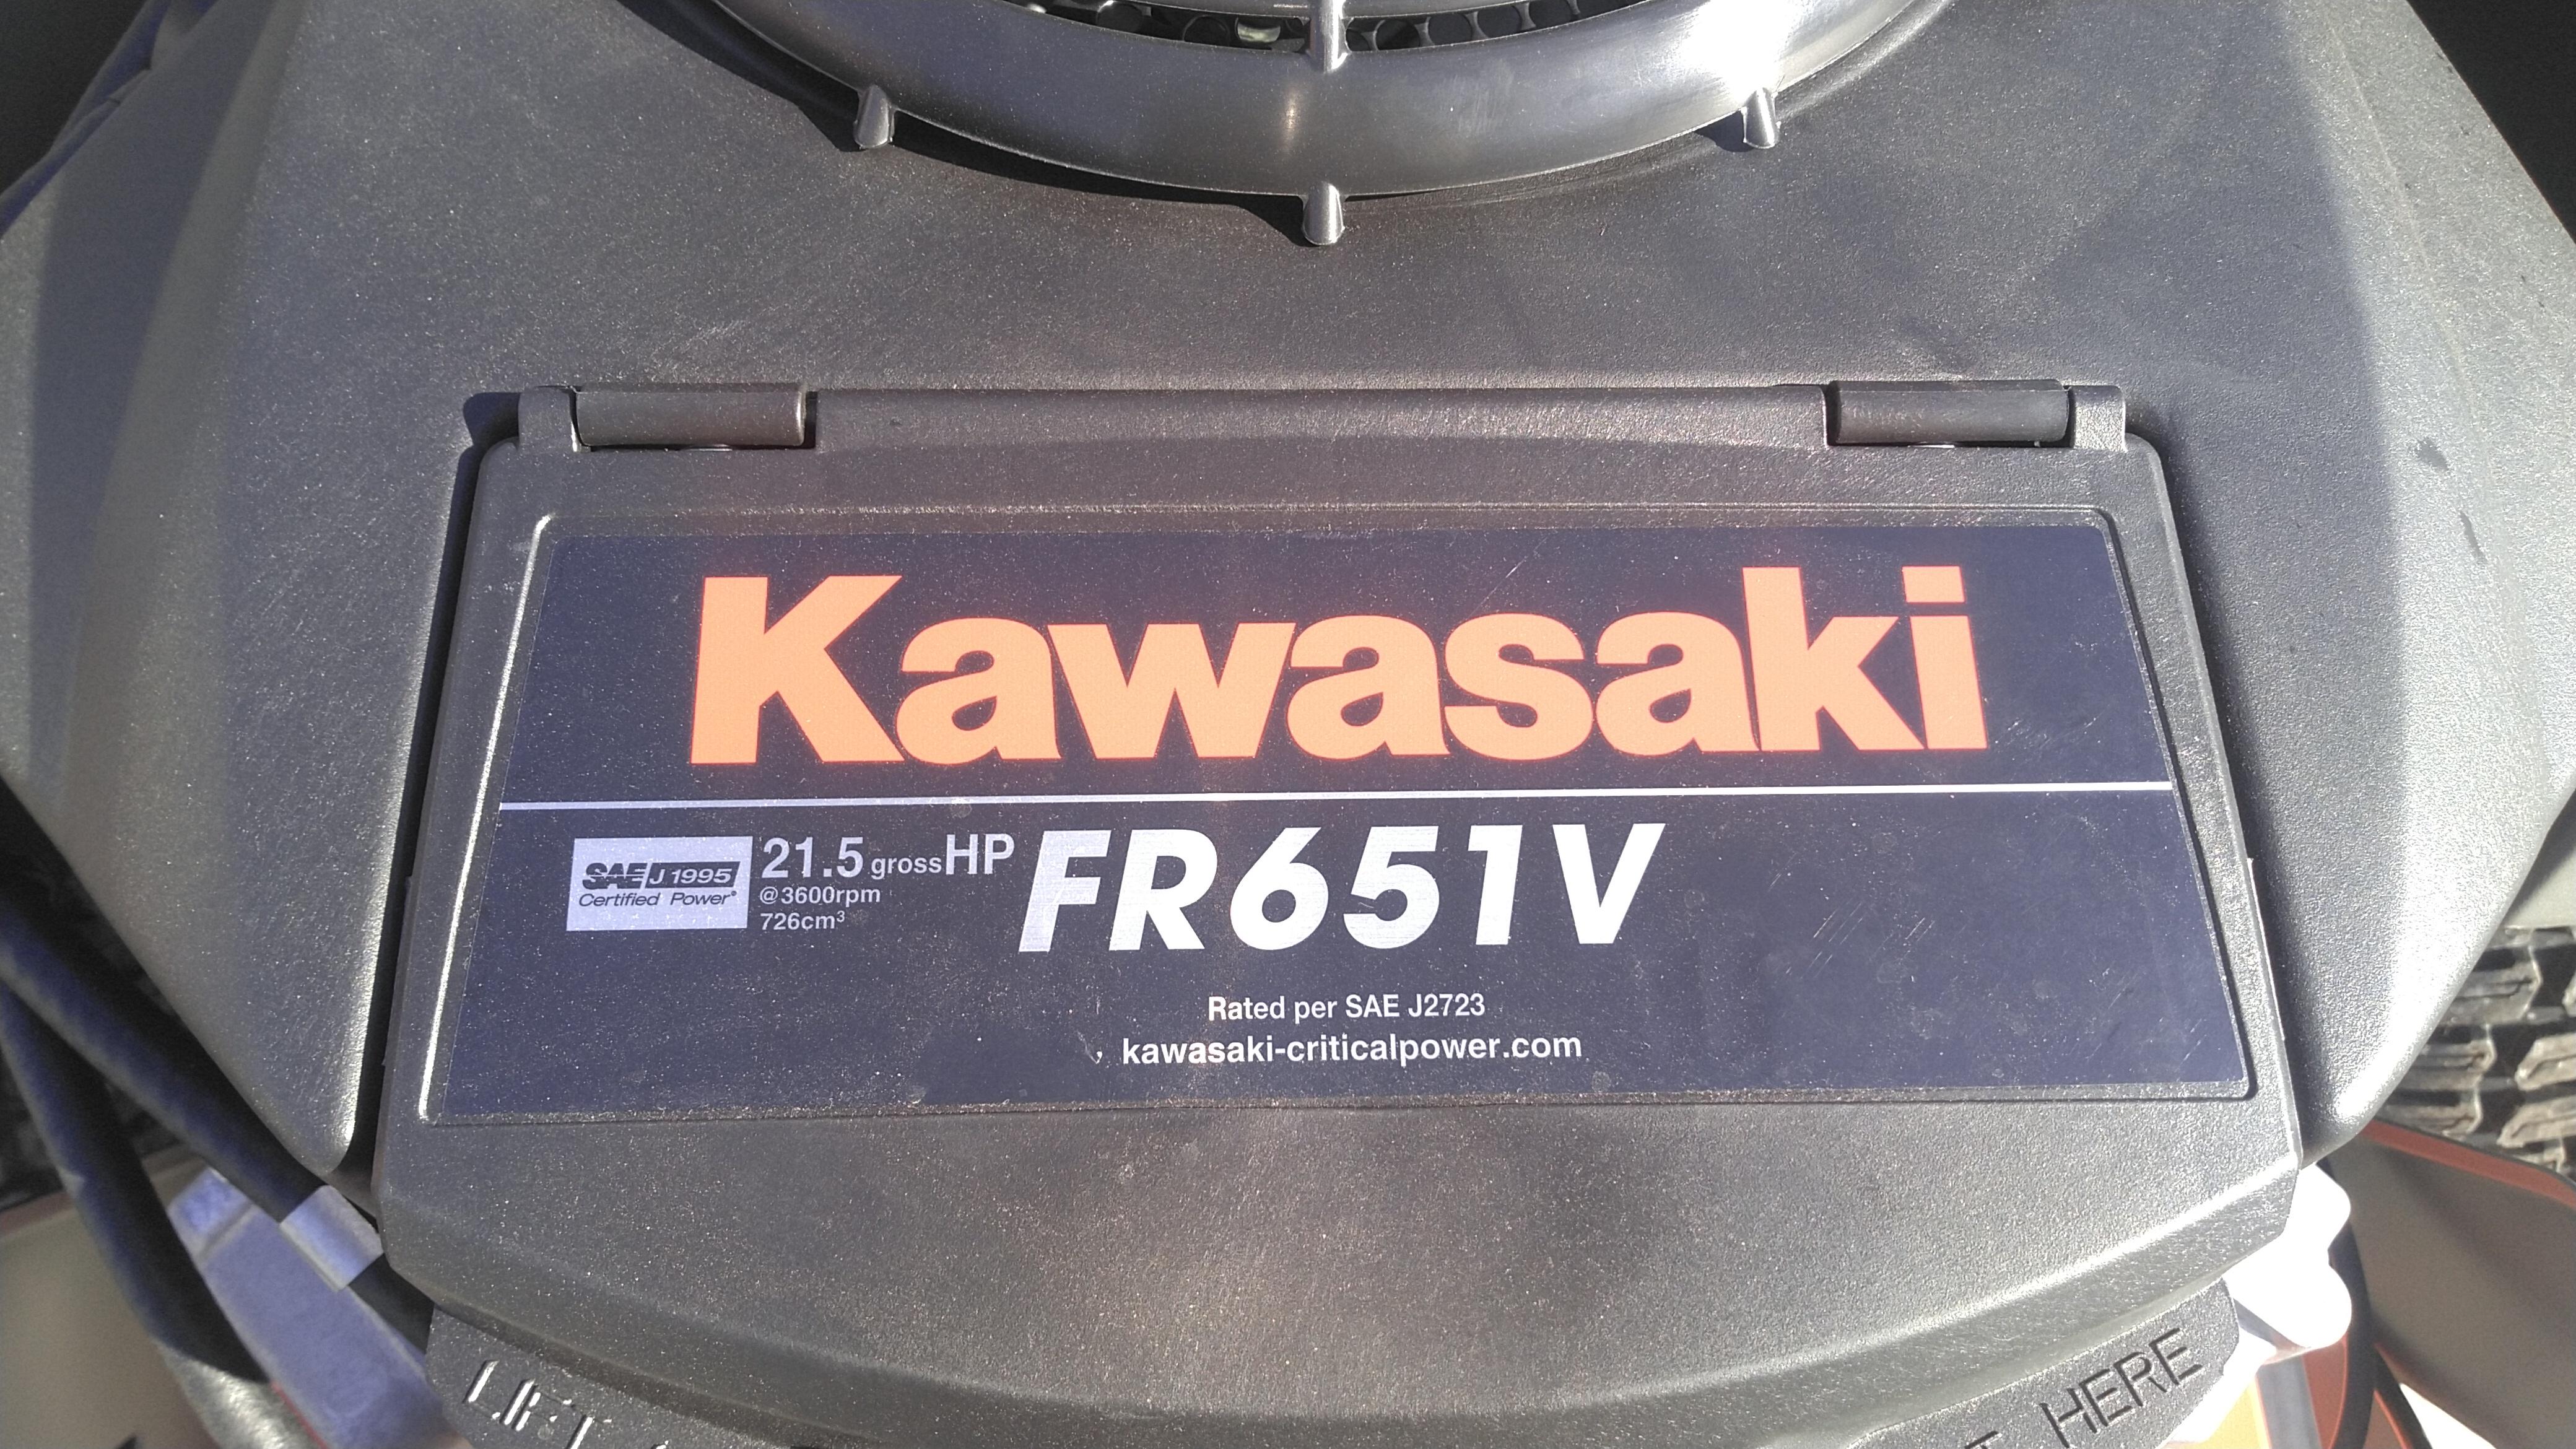 Kawasaki
SAE J1995
Certified Power®
21.5 gross HP
@3600rpm
726cm³
FR651V
Rated per SAE J2723
kawasaki-criticalpower.com
LIFT
HERE